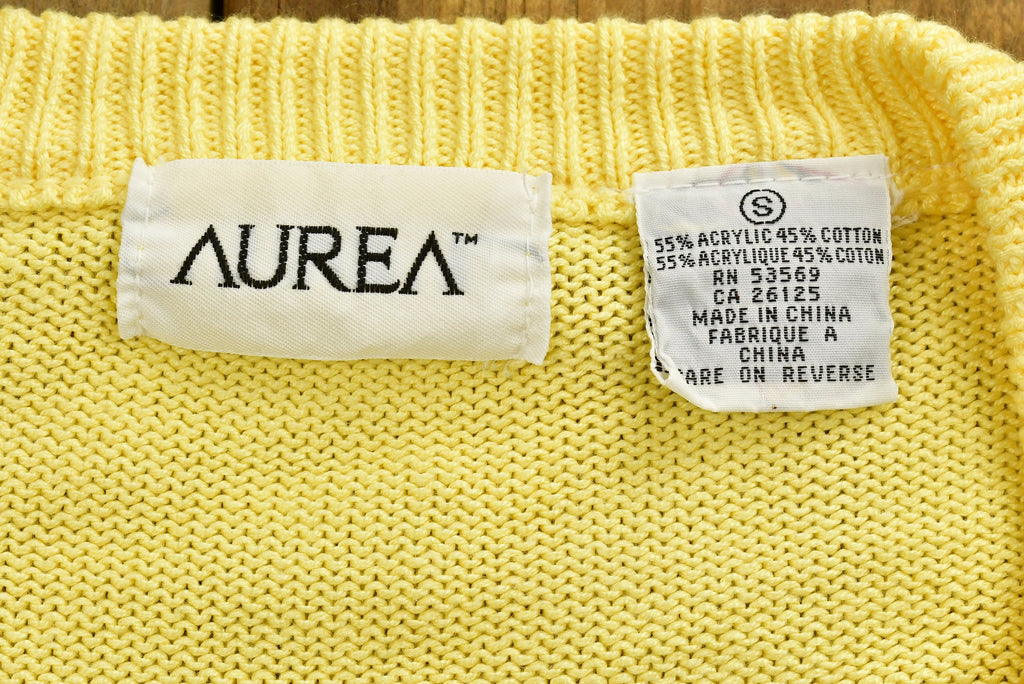 AUREA™
S
55% ACRYLIC 45% COTTON
55% ACRYLIQUE 45% COTON
RN 53569
CA 26125
MADE IN CHINA
FABRIQUE A
CHINA
CARE ON REVERSE